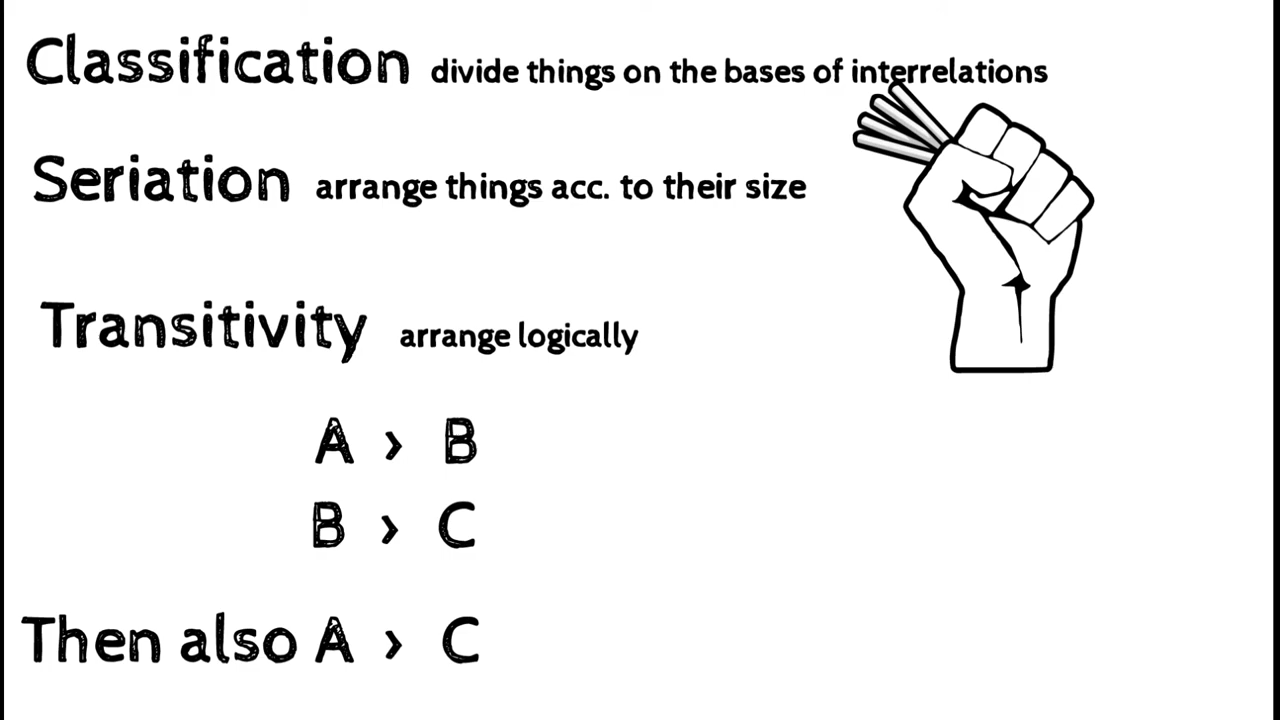 Classification divide things on the bases of interrelations
Seriation arrange things acc. to their size
Transitivity arrange logically
A > B
B > C
Then also A > C